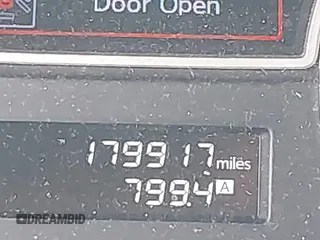 Door Open
179917 miles
799.4 A
DREAMBID